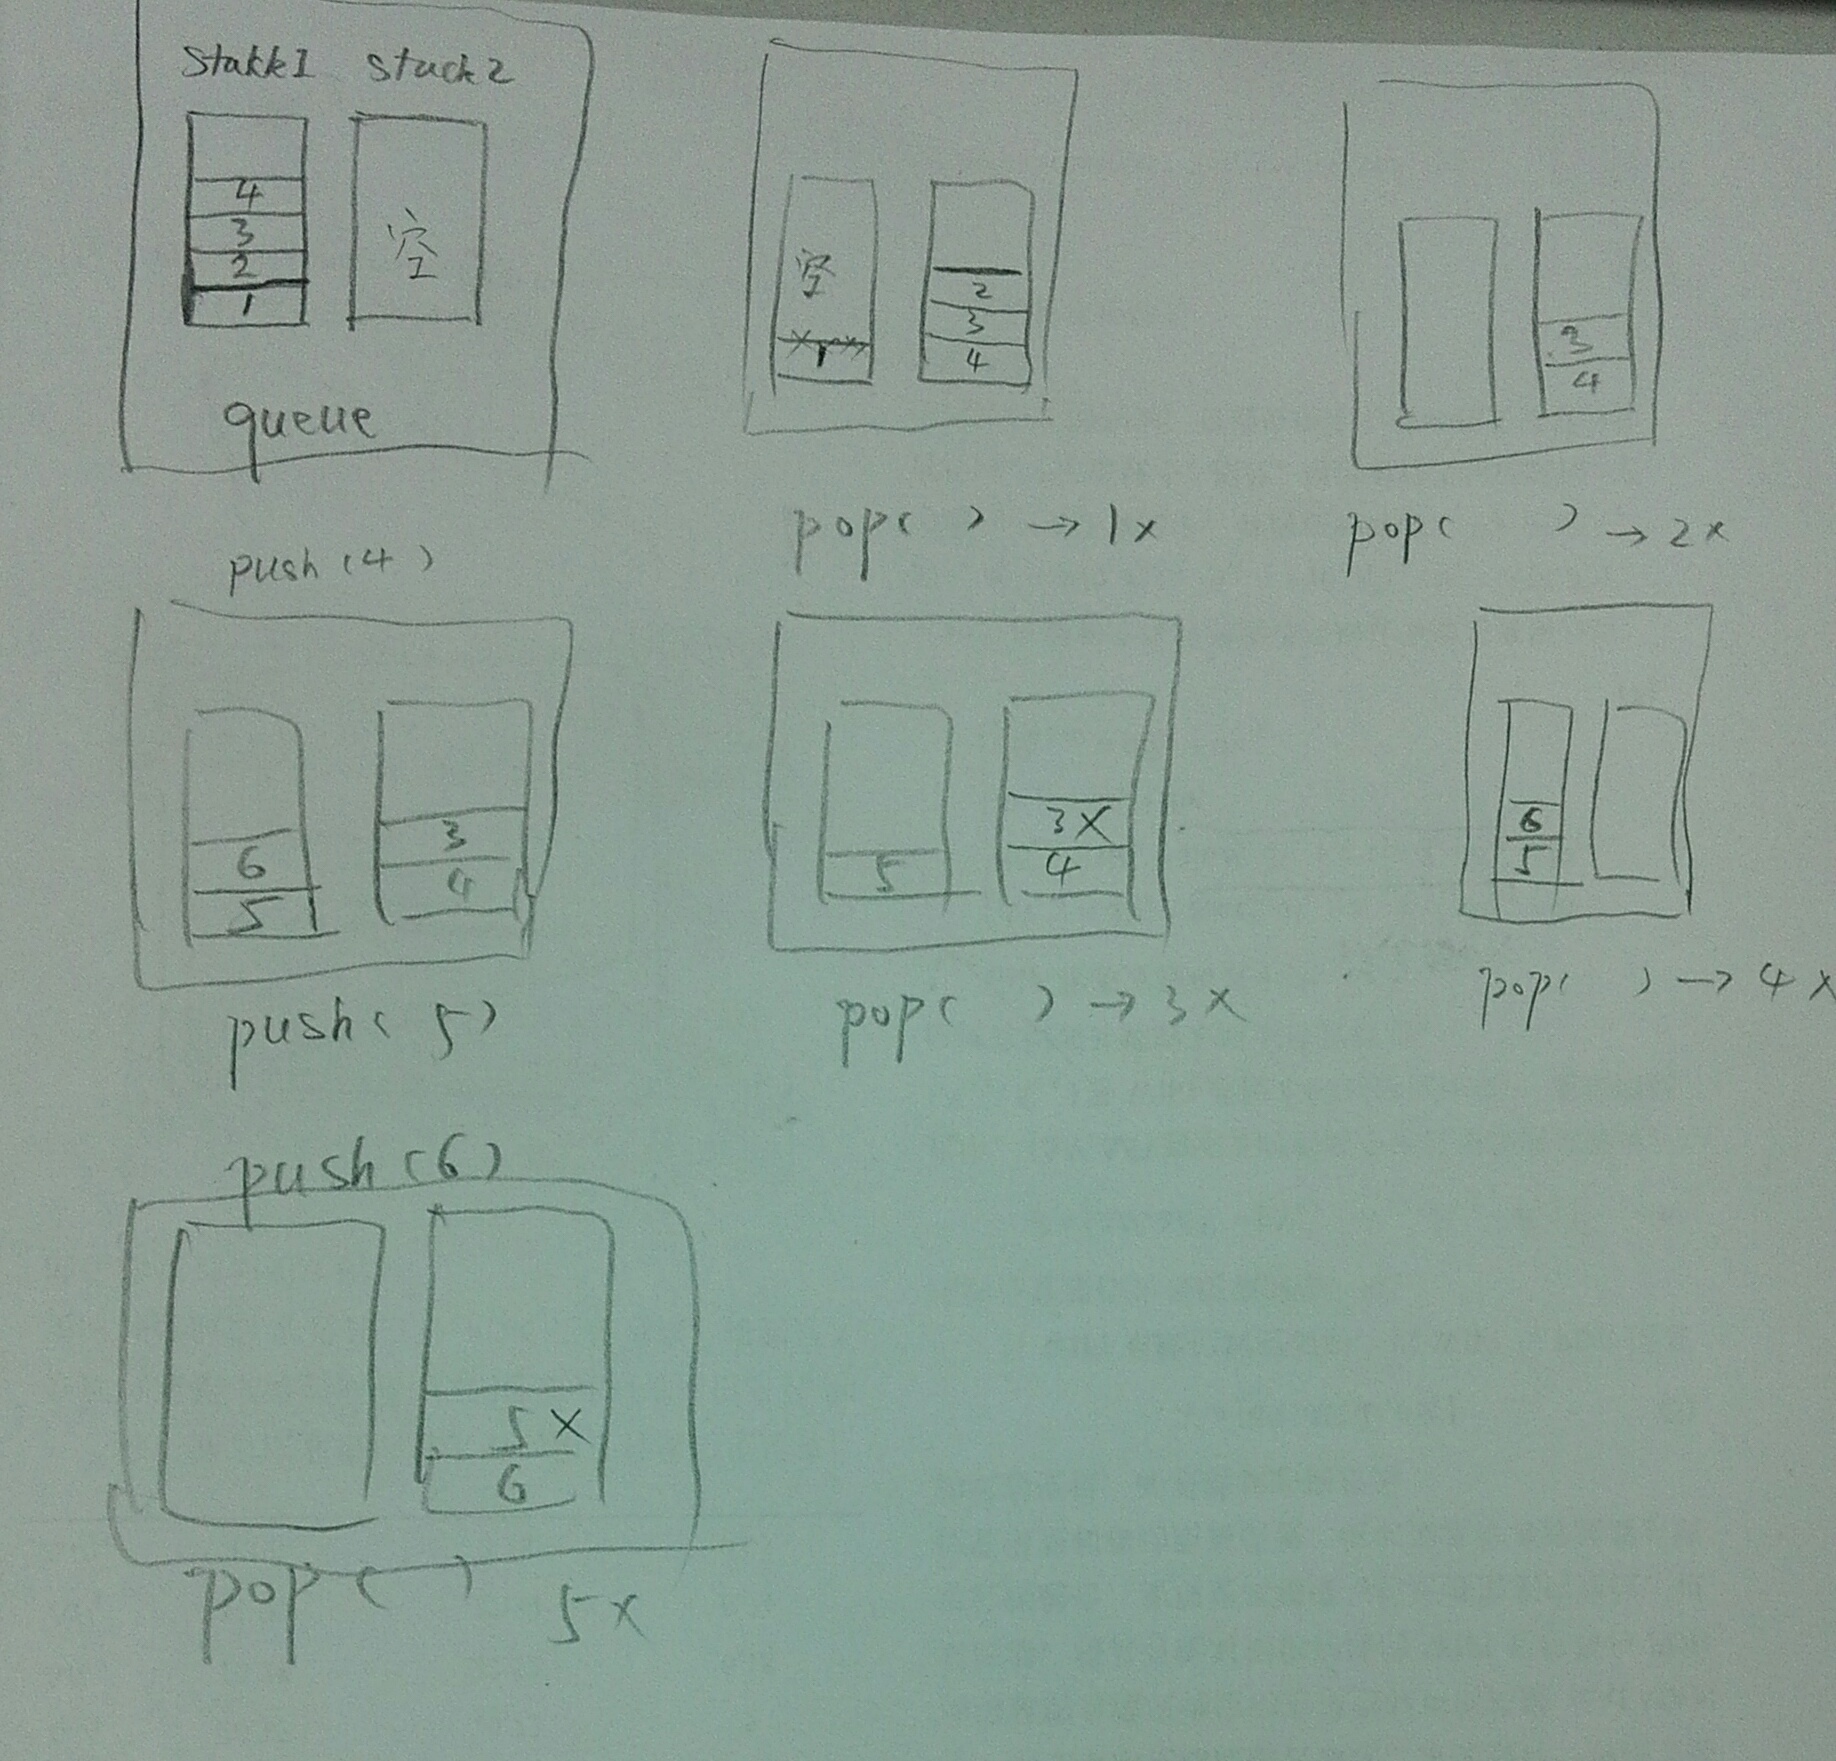 Stakk1 stack2
4
3
2
1
空
queue
push(4)
空
1
2
3
4
pop( ) → 1x
3
4
pop( ) → 2x
6
5
3
4
push( 5)
5
3x
4
pop( ) → 3x
6
5
pop( ) → 4x
push(6)
5x
6
pop( ) 5x